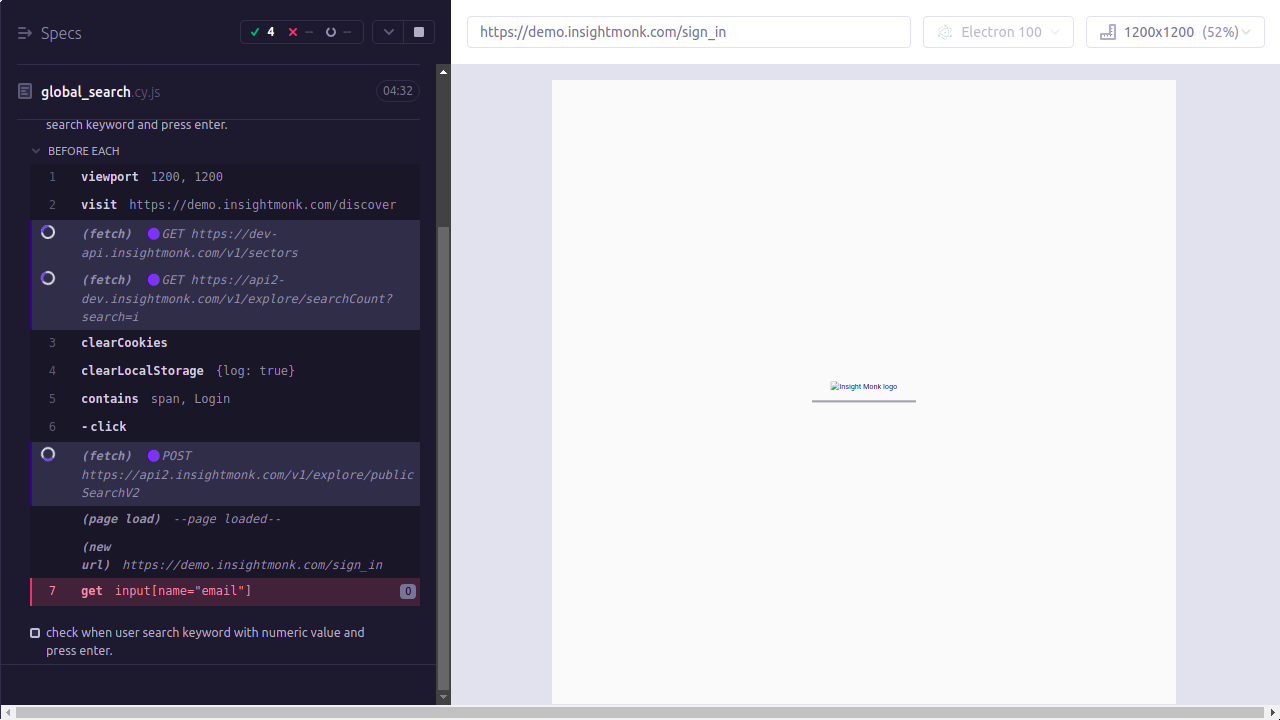 Specs
4 -- --
https://demo.insightmonk.com/sign_in
Electron 100
1200x1200 (52%)
global_search.cy.js
04:32
search keyword and press enter.
BEFORE EACH
1 viewport 1200, 1200
2 visit https://demo.insightmonk.com/discover
(fetch) GET https://dev-
api.insightmonk.com/v1/sectors
(fetch) GET https://api2-
dev.insightmonk.com/v1/explore/searchCount?
search=i
3 clearCookies
4 clearLocalStorage {log: true}
5 contains span, Login
6 -click
(fetch) POST
https://api2.insightmonk.com/v1/explore/public
SearchV2
(page load) --page loaded--
(new
url) https://demo.insightmonk.com/sign_in
7 get input[name="email"] 0
check when user search keyword with numeric value and
press enter.
Insight Monk logo